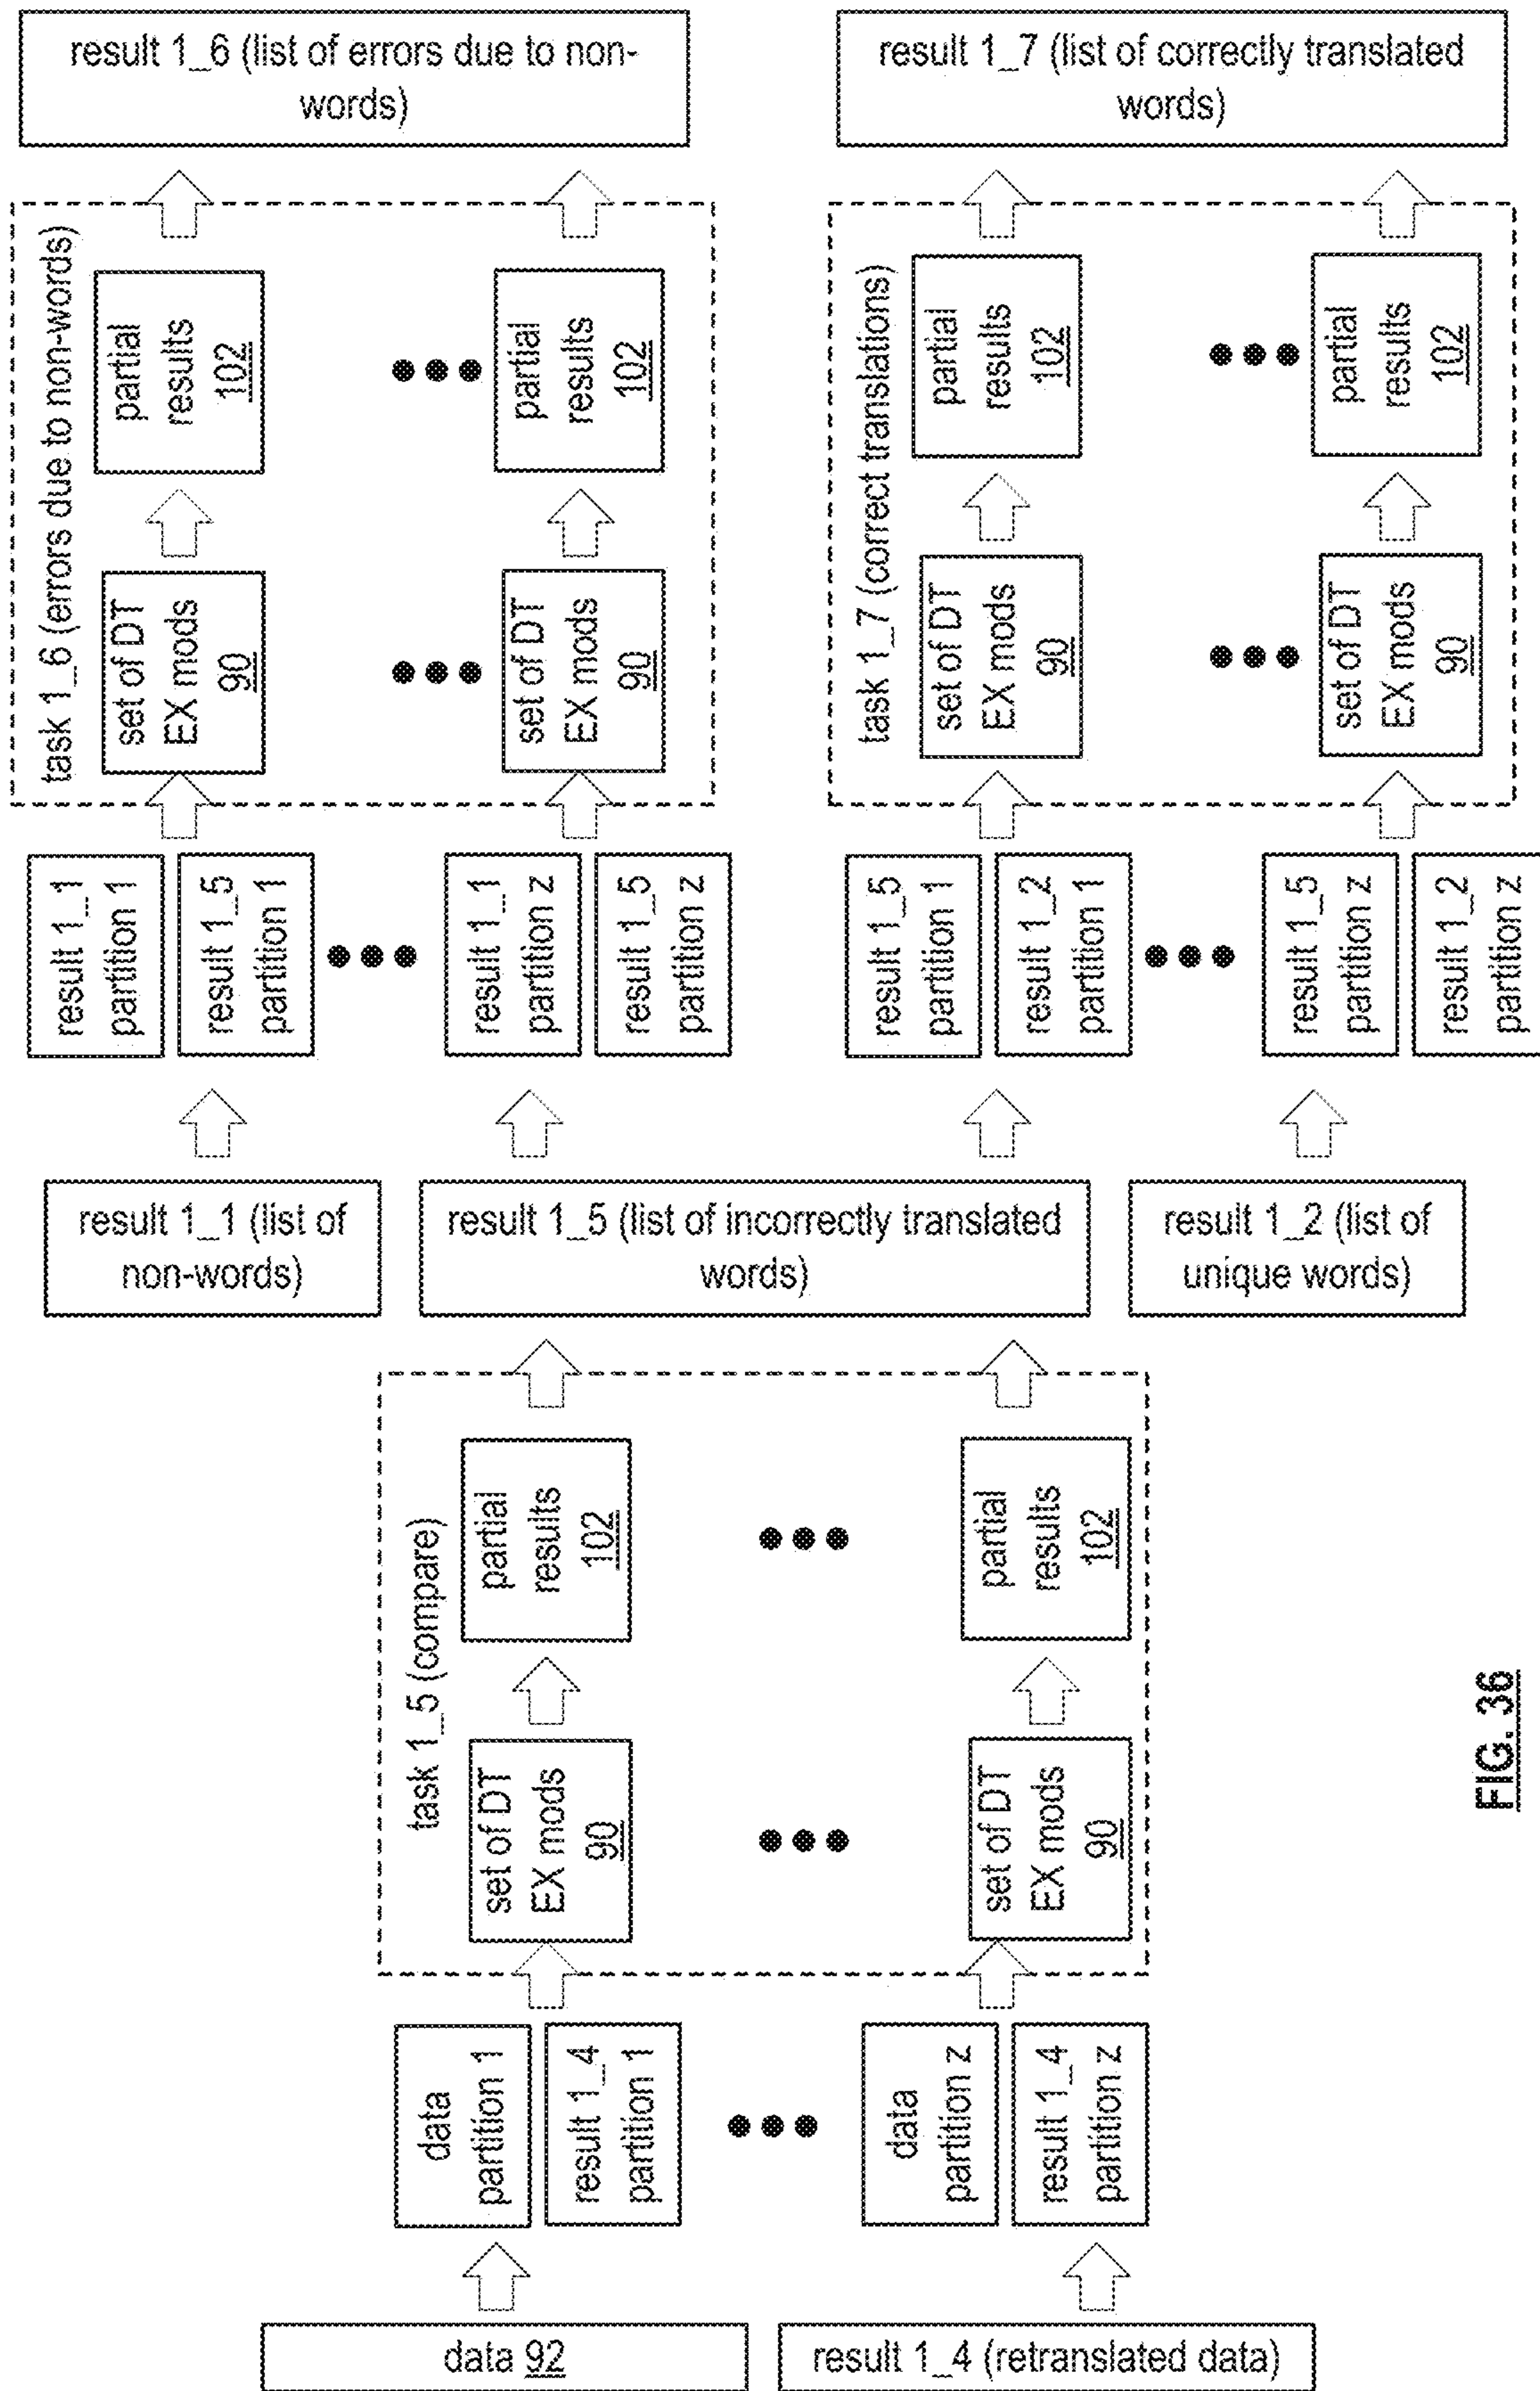 result 1_6 (list of errors due to non-
words)
result 1_7 (list of correctily translated
words)
task 1_6 (errors due to non-words)
partial
results
102
partial
results
102
set of DT
EX mods
90
set of DT
EX mods
90
task 1_7 (correct translations)
partial
results
102
partial
results
102
set of DT
EX mods
90
set of DT
EX mods
90
result 1_1
partition 1
result 1_5
partition 1
result 1_1
partition z
result 1_5
partition z
result 1_5
partition 1
result 1_2
partition 1
result 1_5
partition z
result 1_2
partition z
result 1_1 (list of
non-words)
result 1_5 (list of incorrectly translated
words)
result 1_2 (list of
unique words)
task 1_5 (compare)
partial
results
102
partial
results
102
set of DT
EX mods
90
set of DT
EX mods
90
data
partition 1
result 1_4
partition 1
data
partition z
result 1_4
partition z
data 92
result 1_4 (retranslated data)
FIG. 36